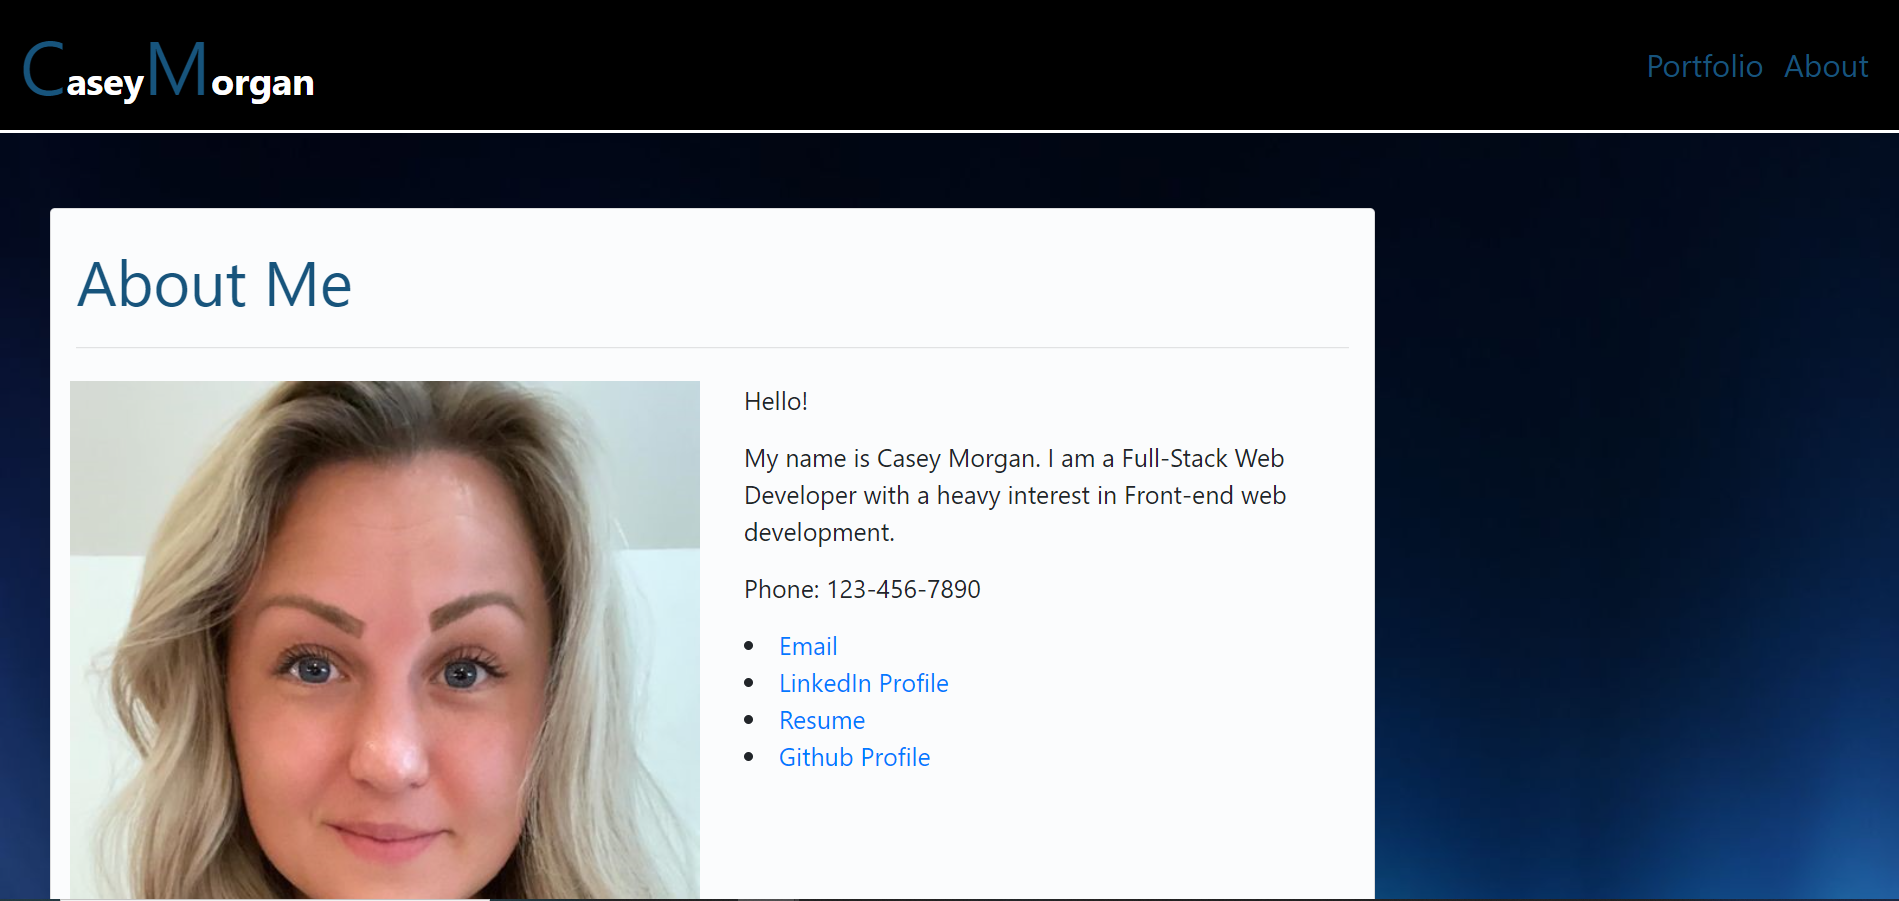 CaseyMorgan
Portfolio About
About Me
Hello!
My name is Casey Morgan. I am a Full-Stack Web
Developer with a heavy interest in Front-end web
development.
Phone: 123-456-7890
Email
LinkedIn Profile
Resume
Github Profile